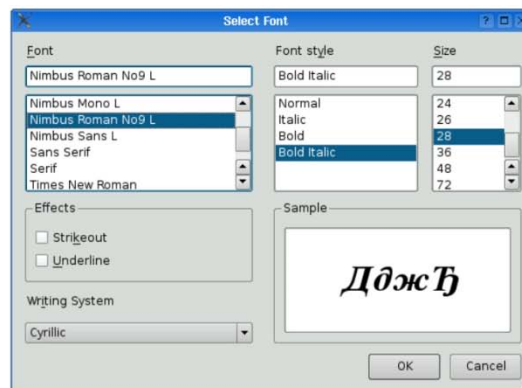 Select Font
Font
Nimbus Roman No9 L
Nimbus Mono L
Nimbus Roman No9 L
Nimbus Sans L
Sans Serif
Serif
Times New Roman
Font style
Bold Italic
Normal
Italic
Bold
Bold Italic
Size
28
24
26
28
36
48
72
Effects
Strikeout
Underline
Sample
ДджЂ
Writing System
Cyrillic
OK
Cancel